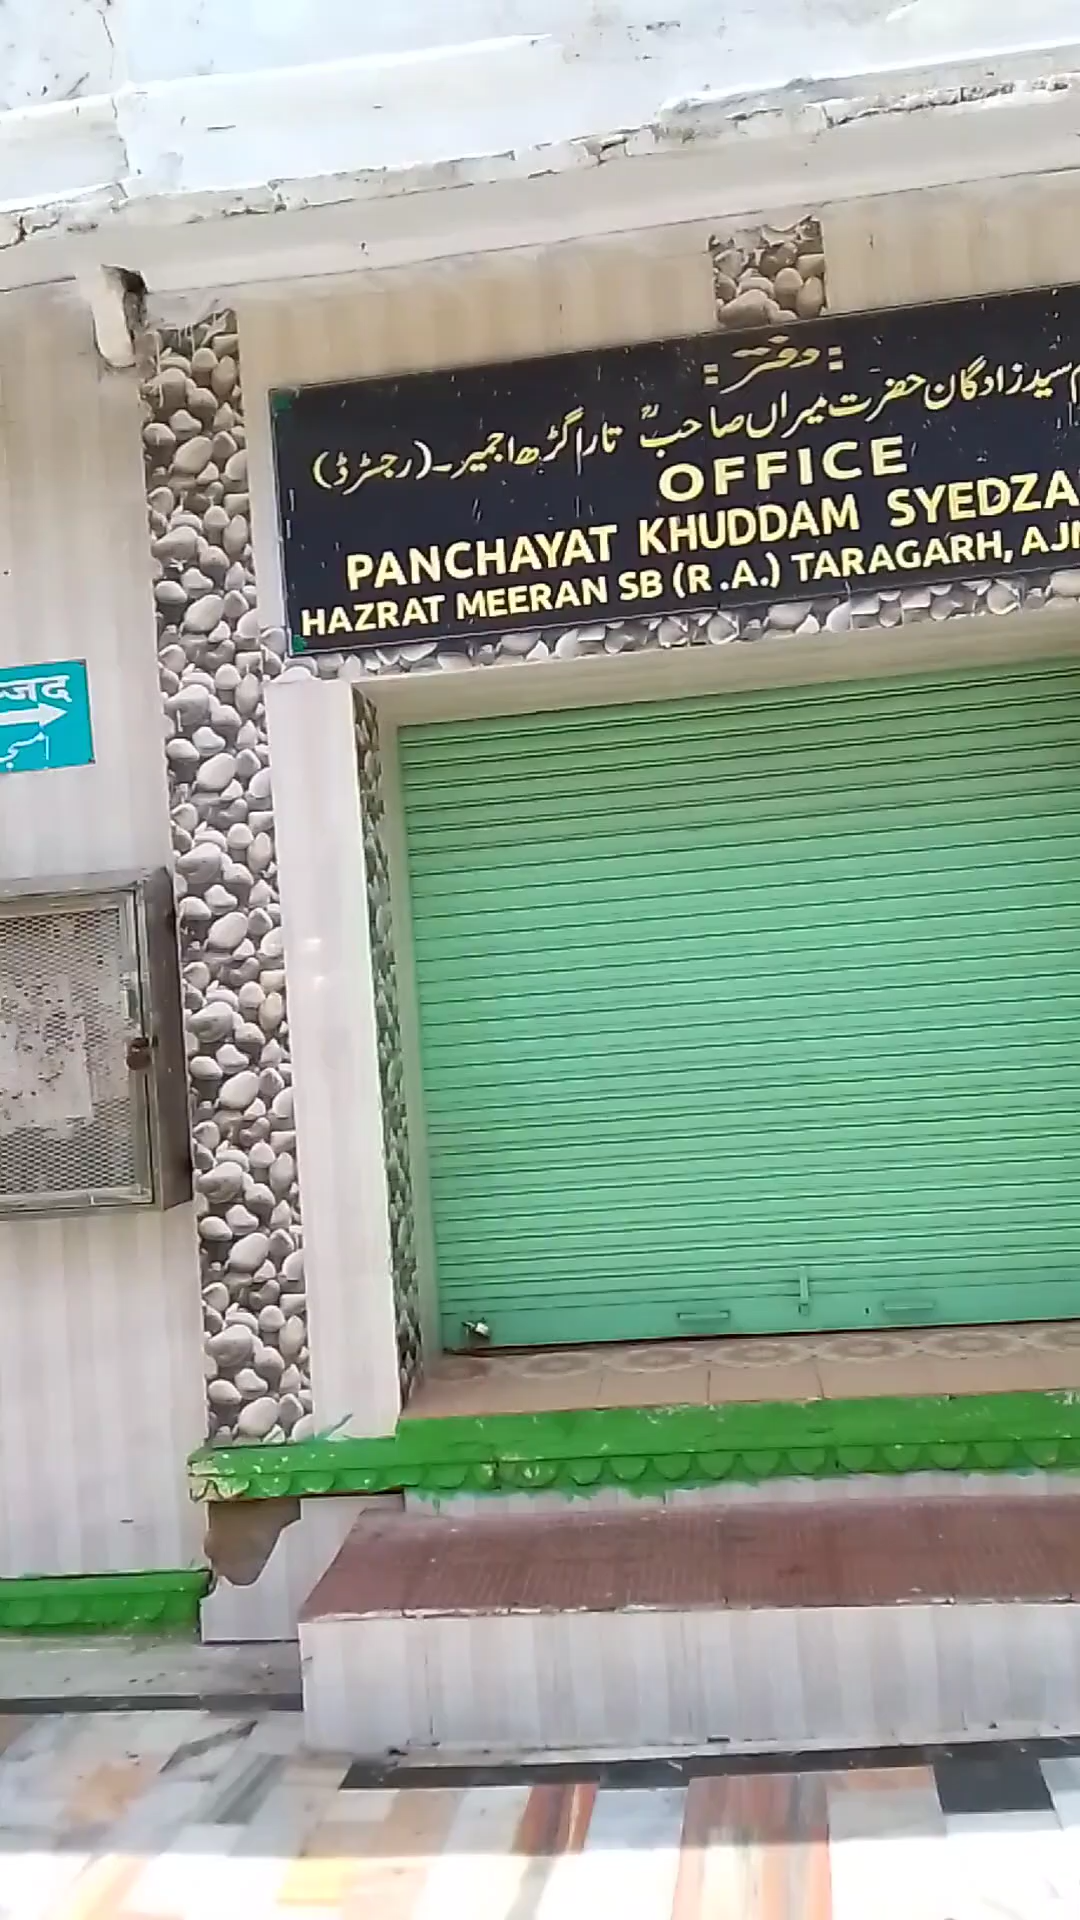 : دفتر :
سیدزادگان حضرت میراں صاحبؒ تاراگڑھ اجمیر۔(رجسٹرڈ)
OFFICE
PANCHAYAT KHUDDAM SYEDZA
HAZRAT MEERAN SB (R.A.) TARAGARH, AJ